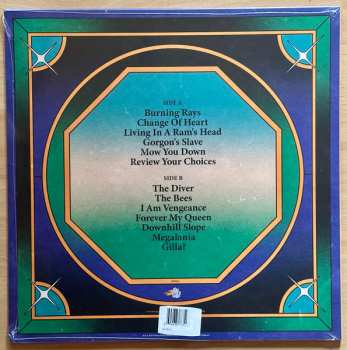 SIDE A
Burning Rays
Change Of Heart
Living In A Ram's Head
Gorgon's Slave
Mow You Down
Review Your Choices
SIDE B
The Diver
The Bees
I Am Vengeance
Forever My Queen
Downhill Slope
Megalania
Gilla?